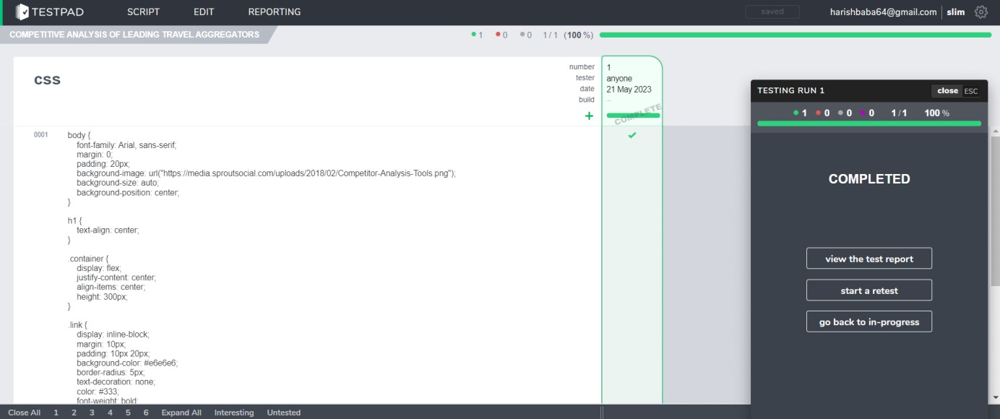 TESTPAD
SCRIPT
EDIT
REPORTING
saved
harishbaba64@gmail.com
slim
COMPETITIVE ANALYSIS OF LEADING TRAVEL AGGREGATORS
1 0 0 1 / 1 (100 %)
css
number 1
tester anyone
date 21 May 2023
build --
+
COMPLETE
0001
body {
font-family: Arial, sans-serif;
margin: 0;
padding: 20px;
background-image: url("https://media.sproutsocial.com/uploads/2018/02/Competitor-Analysis-Tools.png");
background-size: auto;
background-position: center;
}
h1 {
text-align: center;
}
.container {
display: flex;
justify-content: center;
align-items: center;
height: 300px;
}
.link {
display: inline-block;
margin: 10px;
padding: 10px 20px;
background-color: #e6e6e6;
border-radius: 5px;
text-decoration: none;
color: #333;
font-weight: bold;
TESTING RUN 1
close ESC
1 0 0 0 1/1 100 %
COMPLETED
view the test report
start a retest
go back to in-progress
Close All 1 2 3 4 5 6 Expand All Interesting Untested